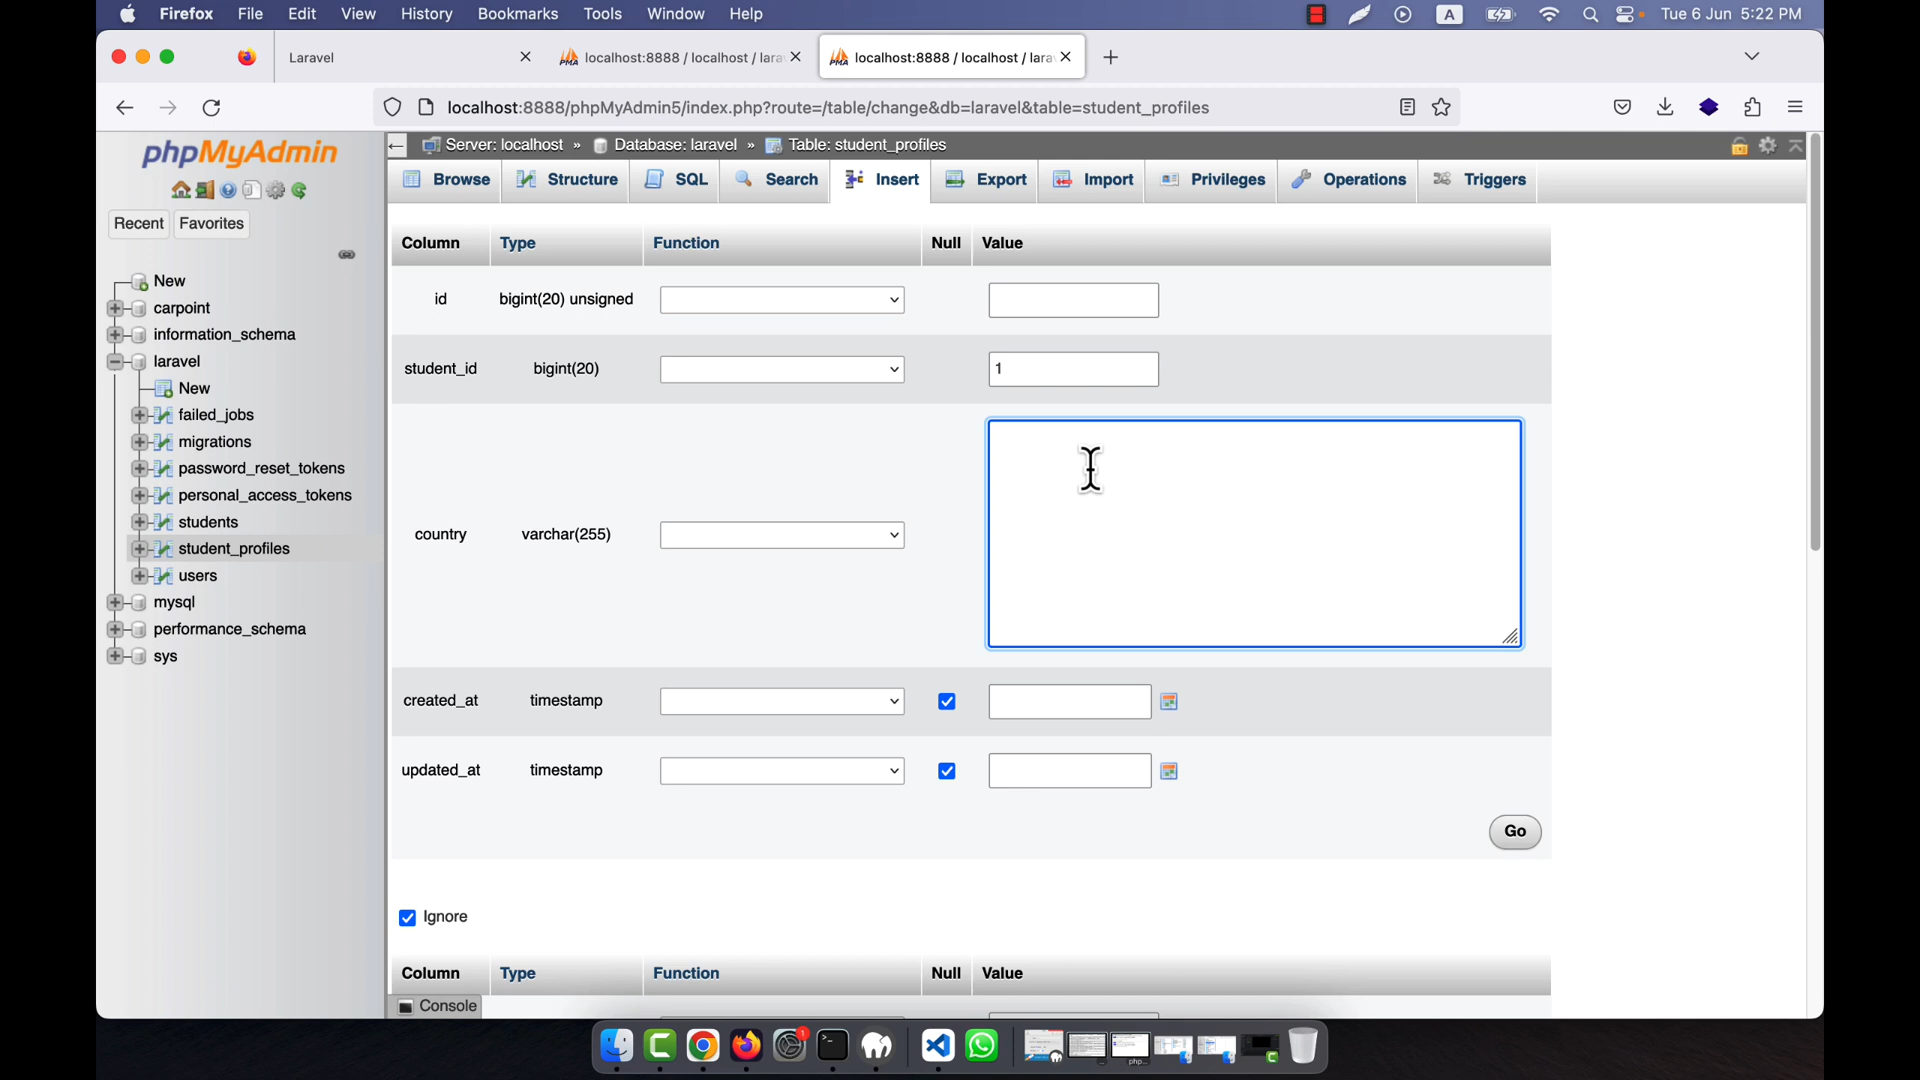 Firefox File Edit View History Bookmarks Tools Window Help A Tue 6 Jun 5:22 PM
Laravel
PMA localhost:8888 / localhost / lara
PMA localhost:8888 / localhost / lara
localhost:8888/phpMyAdmin5/index.php?route=/table/change&db=laravel&table=student_profiles
phpMyAdmin
Recent Favorites
New
carpoint
information_schema
laravel
New
failed_jobs
migrations
password_reset_tokens
personal_access_tokens
students
student_profiles
users
mysql
performance_schema
sys
Server: localhost » Database: laravel » Table: student_profiles
Browse Structure SQL Search Insert Export Import Privileges Operations Triggers
Column Type Function Null Value
id bigint(20) unsigned
student_id bigint(20) 1
country varchar(255)
created_at timestamp
updated_at timestamp
Go
Ignore
Column Type Function Null Value
Console
1
php...